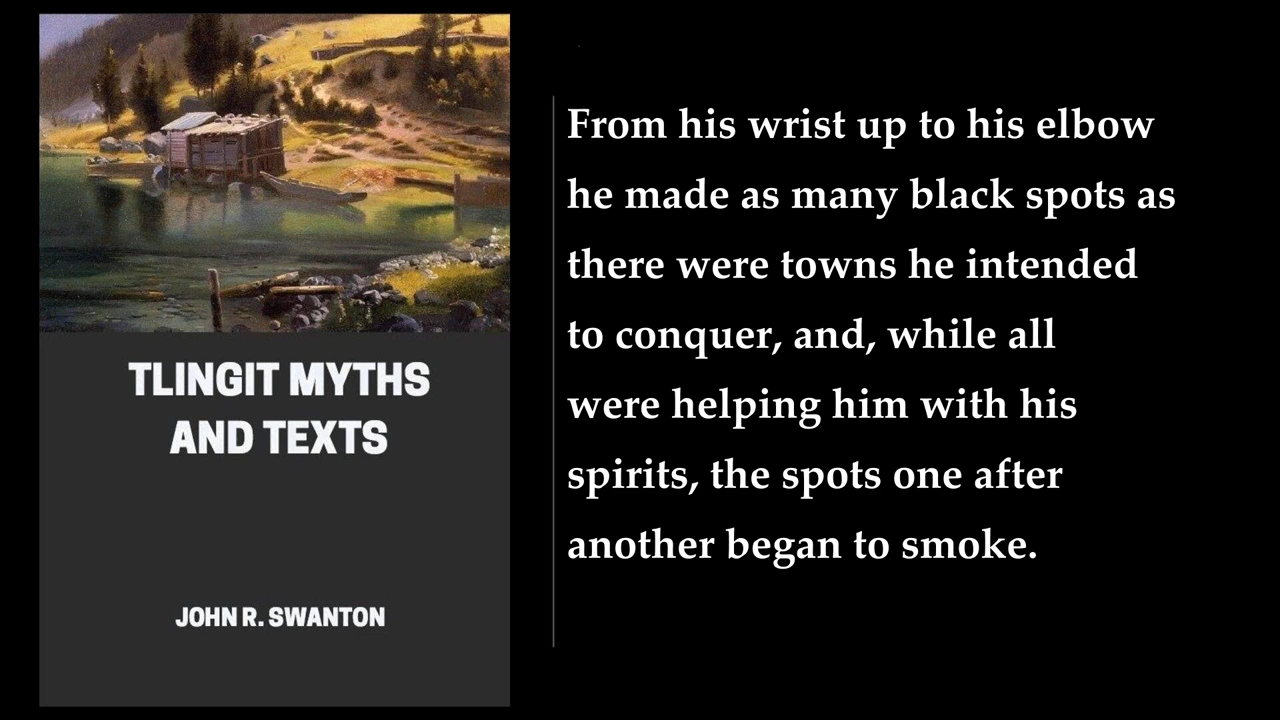 TLINGIT MYTHS
AND TEXTS
JOHN R. SWANTON
From his wrist up to his elbow
he made as many black spots as
there were towns he intended
to conquer, and, while all
were helping him with his
spirits, the spots one after
another began to smoke.